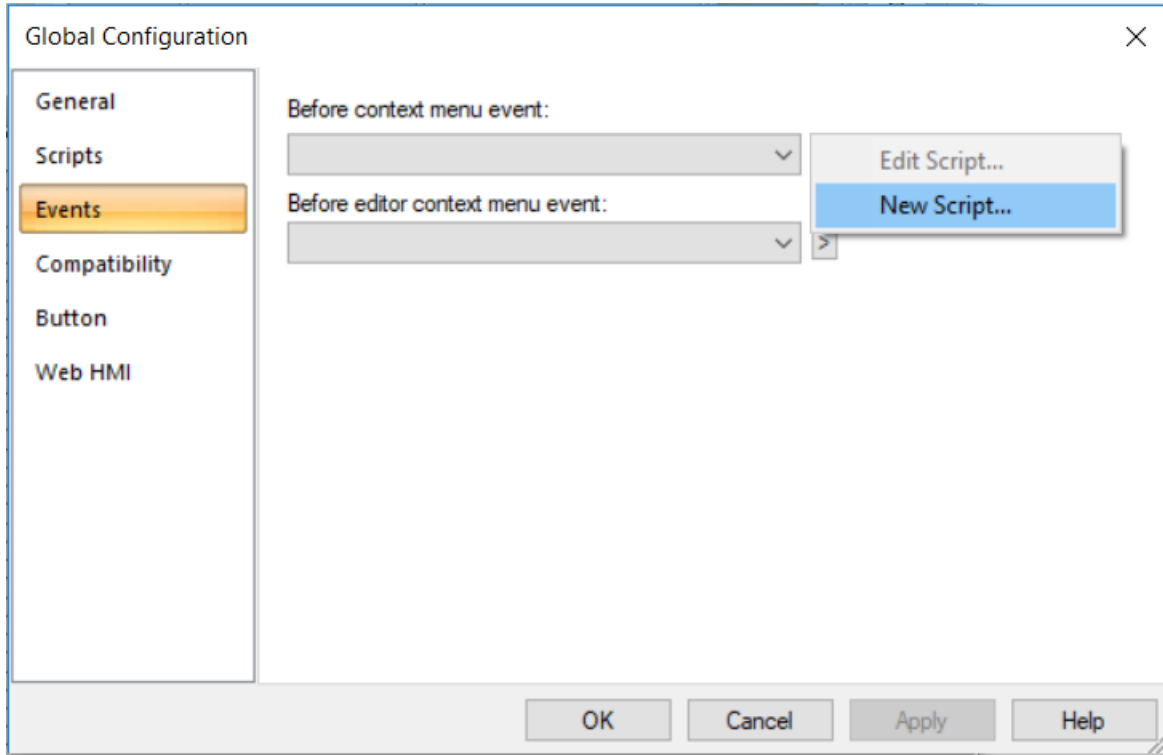 Global Configuration
General
Scripts
Events
Compatibility
Button
Web HMI
Before context menu event:
Edit Script...
New Script...
Before editor context menu event:
>
OK
Cancel
Apply
Help